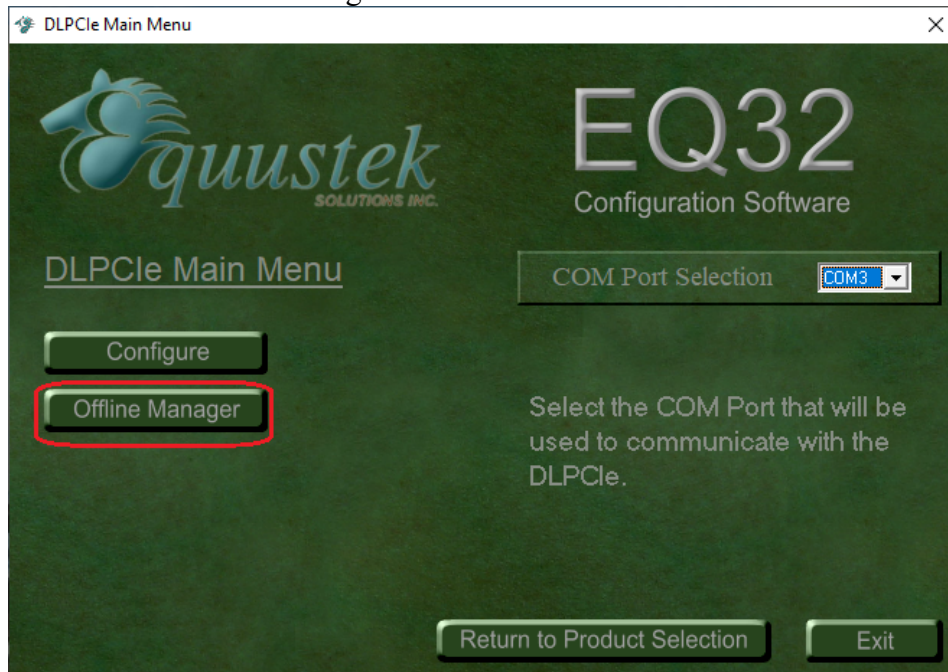 DLPCIe Main Menu
Equustek
SOLUTIONS INC.
EQ32
Configuration Software
DLPCIe Main Menu
COM Port Selection
COM3
Configure
Offline Manager
Select the COM Port that will be
used to communicate with the
DLPCIe.
Return to Product Selection
Exit